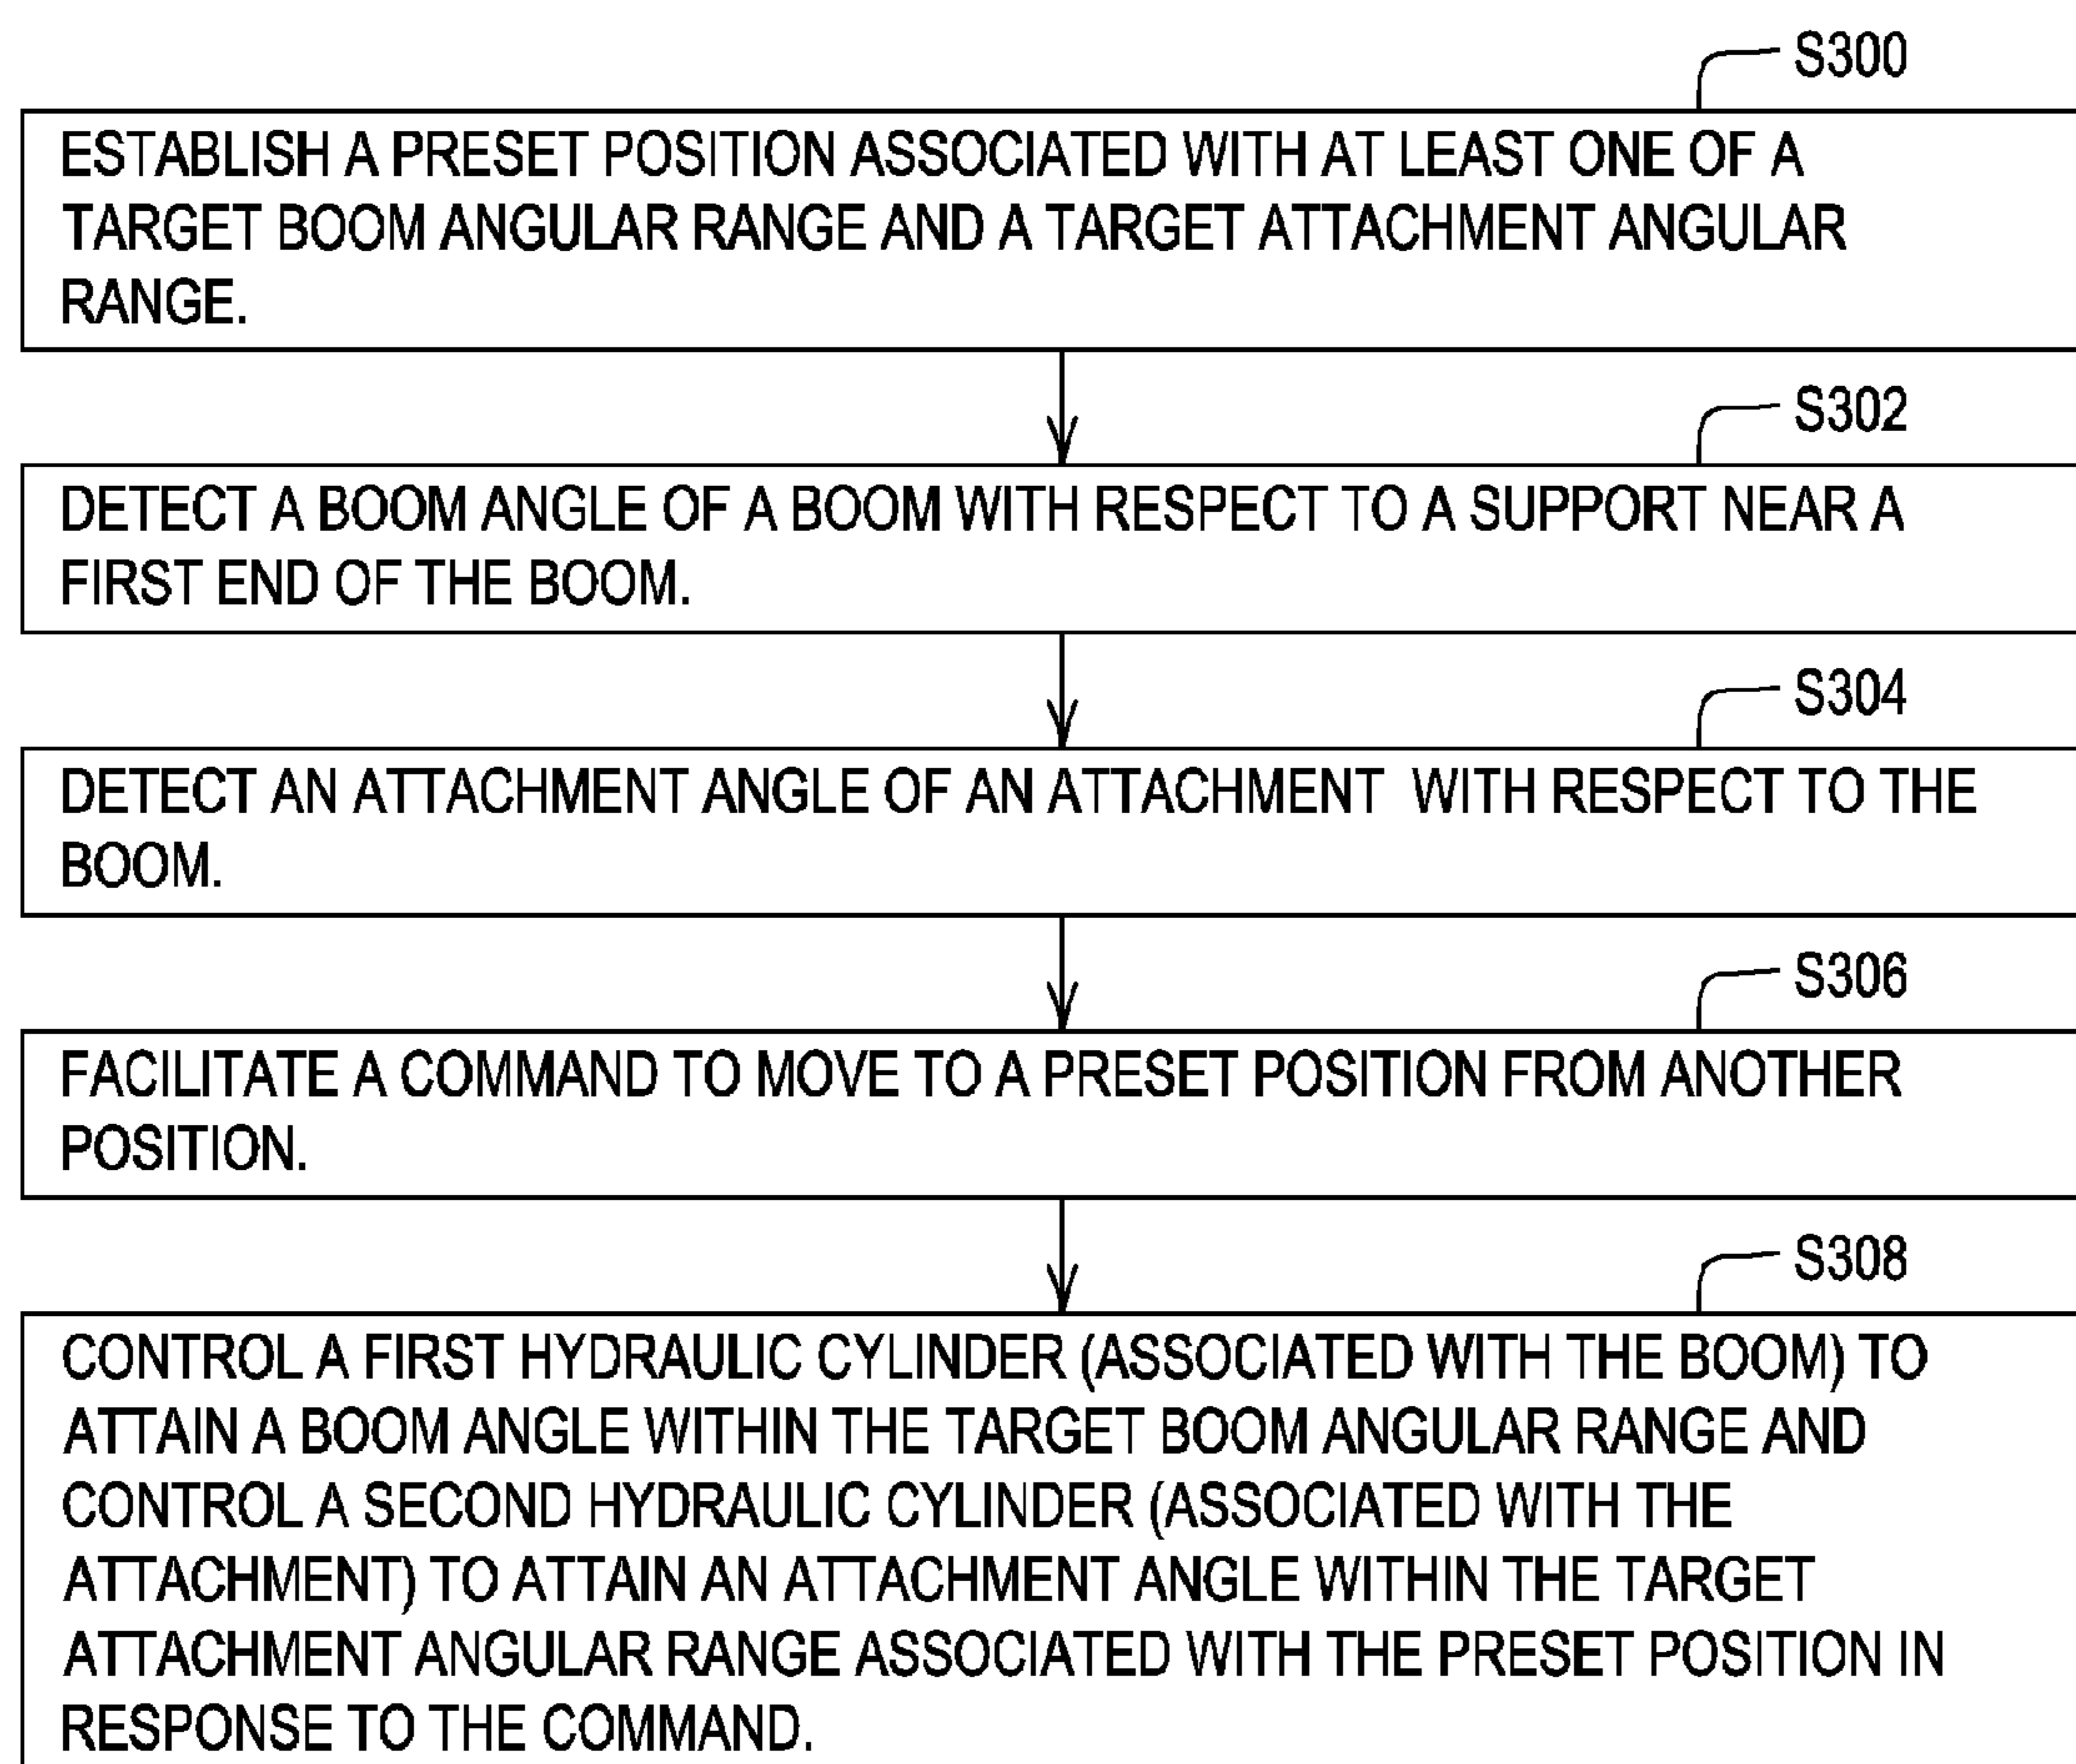 S300
ESTABLISH A PRESET POSITION ASSOCIATED WITH AT LEAST ONE OF A
TARGET BOOM ANGULAR RANGE AND A TARGET ATTACHMENT ANGULAR
RANGE.
S302
DETECT A BOOM ANGLE OF A BOOM WITH RESPECT TO A SUPPORT NEAR A
FIRST END OF THE BOOM.
S304
DETECT AN ATTACHMENT ANGLE OF AN ATTACHMENT WITH RESPECT TO THE
BOOM.
S306
FACILITATE A COMMAND TO MOVE TO A PRESET POSITION FROM ANOTHER
POSITION.
S308
CONTROL A FIRST HYDRAULIC CYLINDER (ASSOCIATED WITH THE BOOM) TO
ATTAIN A BOOM ANGLE WITHIN THE TARGET BOOM ANGULAR RANGE AND
CONTROL A SECOND HYDRAULIC CYLINDER (ASSOCIATED WITH THE
ATTACHMENT) TO ATTAIN AN ATTACHMENT ANGLE WITHIN THE TARGET
ATTACHMENT ANGULAR RANGE ASSOCIATED WITH THE PRESET POSITION IN
RESPONSE TO THE COMMAND.